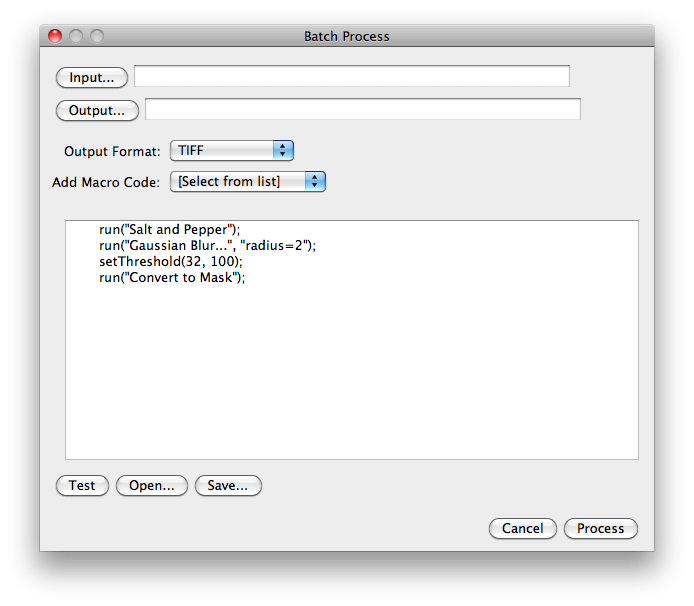 Batch Process
Input...
Output...
Output Format: TIFF
Add Macro Code: [Select from list]
run("Salt and Pepper");
run("Gaussian Blur...", "radius=2");
setThreshold(32, 100);
run("Convert to Mask");
Test Open... Save...
Cancel Process